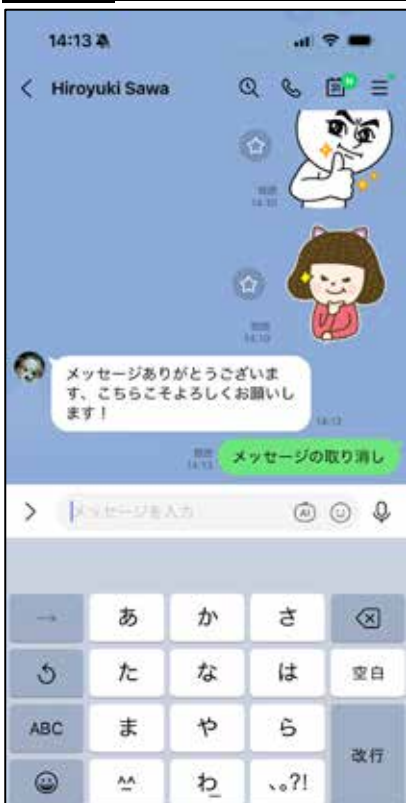 14:13
Hiroyuki Sawa
N
既読
14:10
既読
14:10
メッセージありがとうございま
す、こちらこそよろしくお願いし
ます！
14:12
既読
14:13
メッセージの取り消し
メッセージを入力
AI
→ あ か さ
た な は 空白
ABC ま や ら
改行
^^ わ_ 、。?!